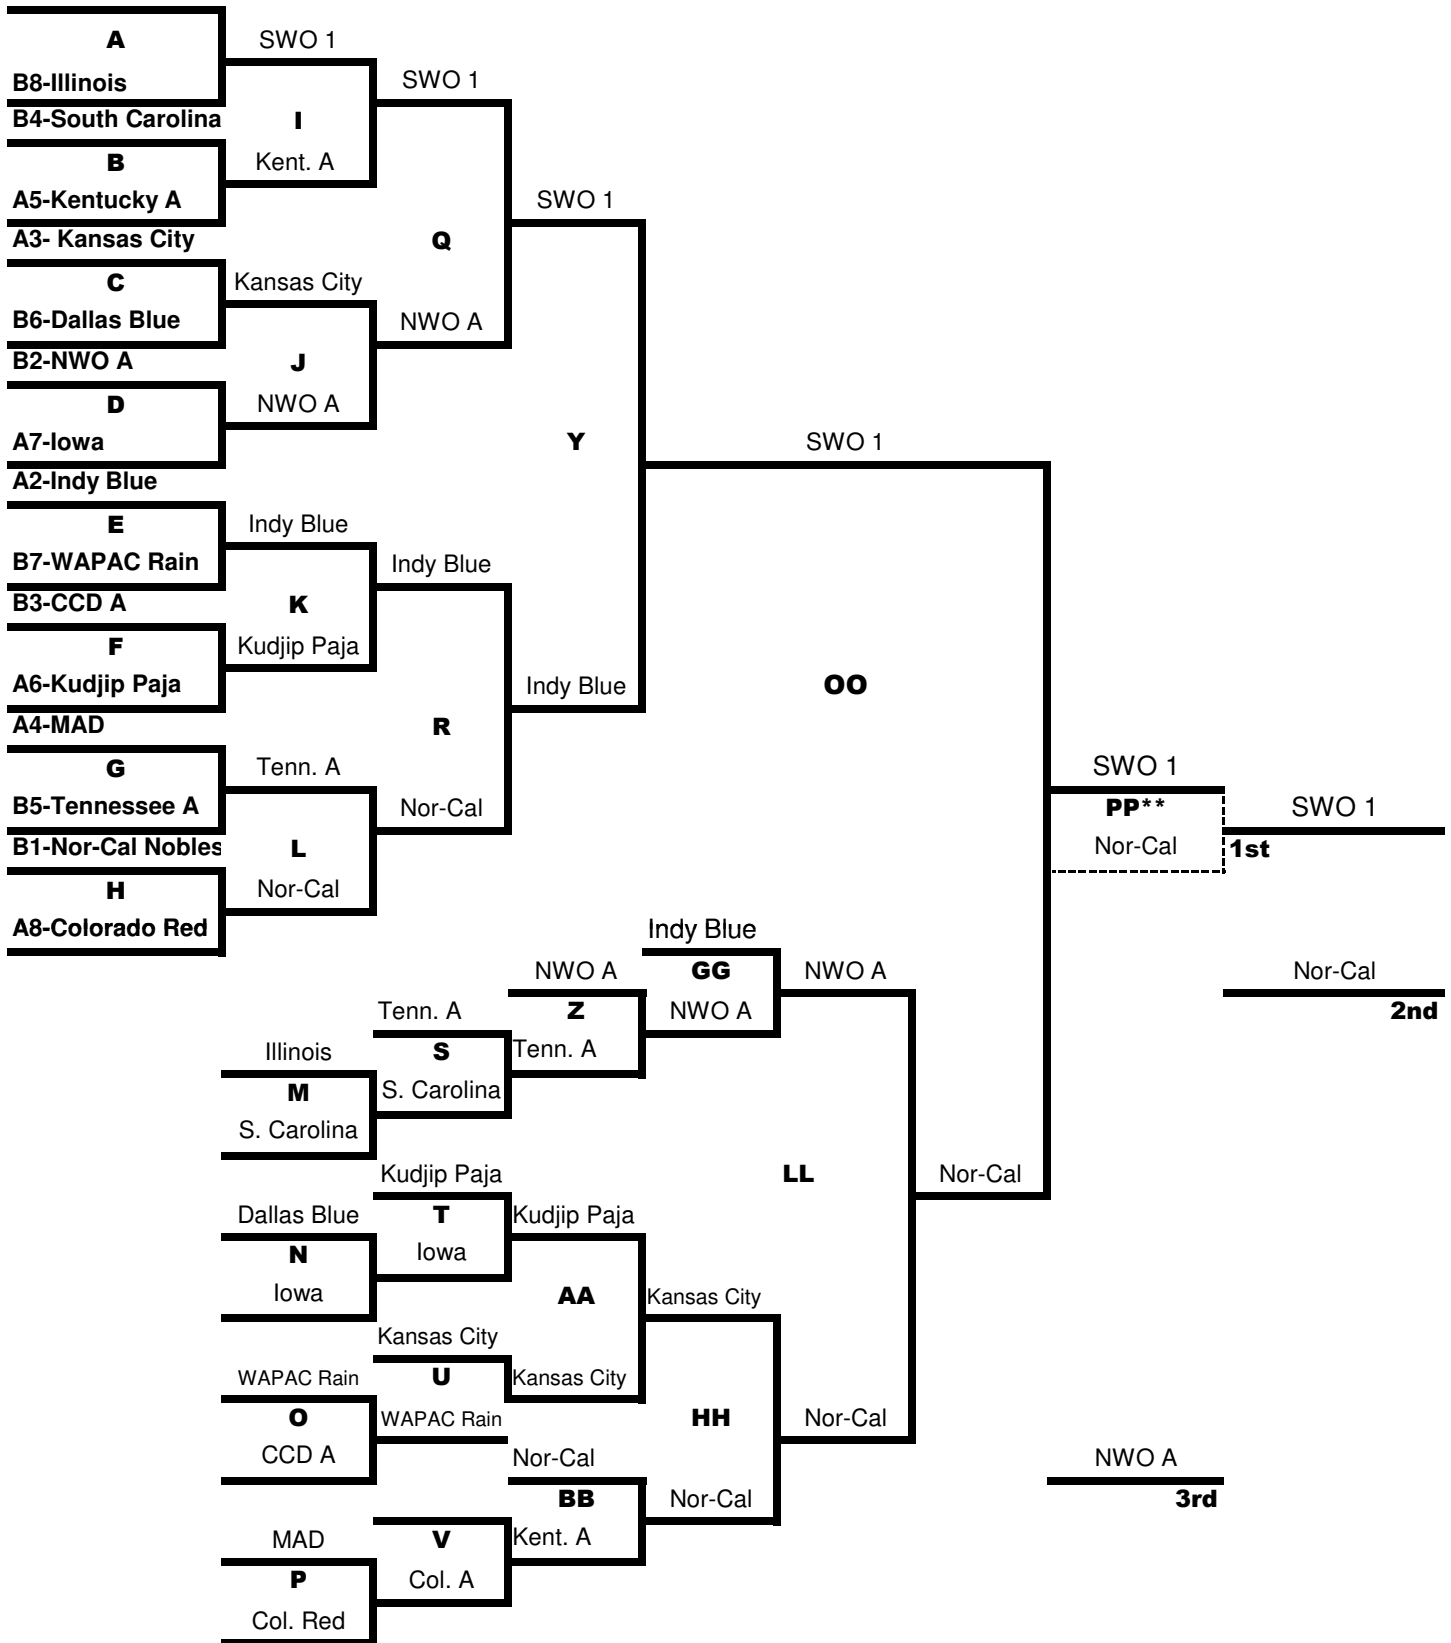 A
SWO 1
B8-Illinois
SWO 1
B4-South Carolina
I
B
Kent. A
A5-Kentucky A
SWO 1
A3- Kansas City
Q
C
Kansas City
B6-Dallas Blue
NWO A
B2-NWO A
J
D
NWO A
A7-Iowa
Y
SWO 1
A2-Indy Blue
E
Indy Blue
B7-WAPAC Rain
Indy Blue
B3-CCD A
K
F
Kudjip Paja
A6-Kudjip Paja
Indy Blue
OO
A4-MAD
R
G
Tenn. A
SWO 1
B5-Tennessee A
Nor-Cal
PP**
SWO 1
B1-Nor-Cal Nobles
L
Nor-Cal
1st
H
Nor-Cal
A8-Colorado Red
Indy Blue
NWO A
GG
NWO A
Nor-Cal
Tenn. A
Z
NWO A
2nd
Illinois
S
Tenn. A
M
S. Carolina
S. Carolina
Kudjip Paja
LL
Nor-Cal
Dallas Blue
T
Kudjip Paja
N
Iowa
Iowa
AA
Kansas City
Kansas City
WAPAC Rain
U
Kansas City
O
WAPAC Rain
HH
Nor-Cal
CCD A
Nor-Cal
NWO A
BB
Nor-Cal
3rd
MAD
V
Kent. A
P
Col. A
Col. Red